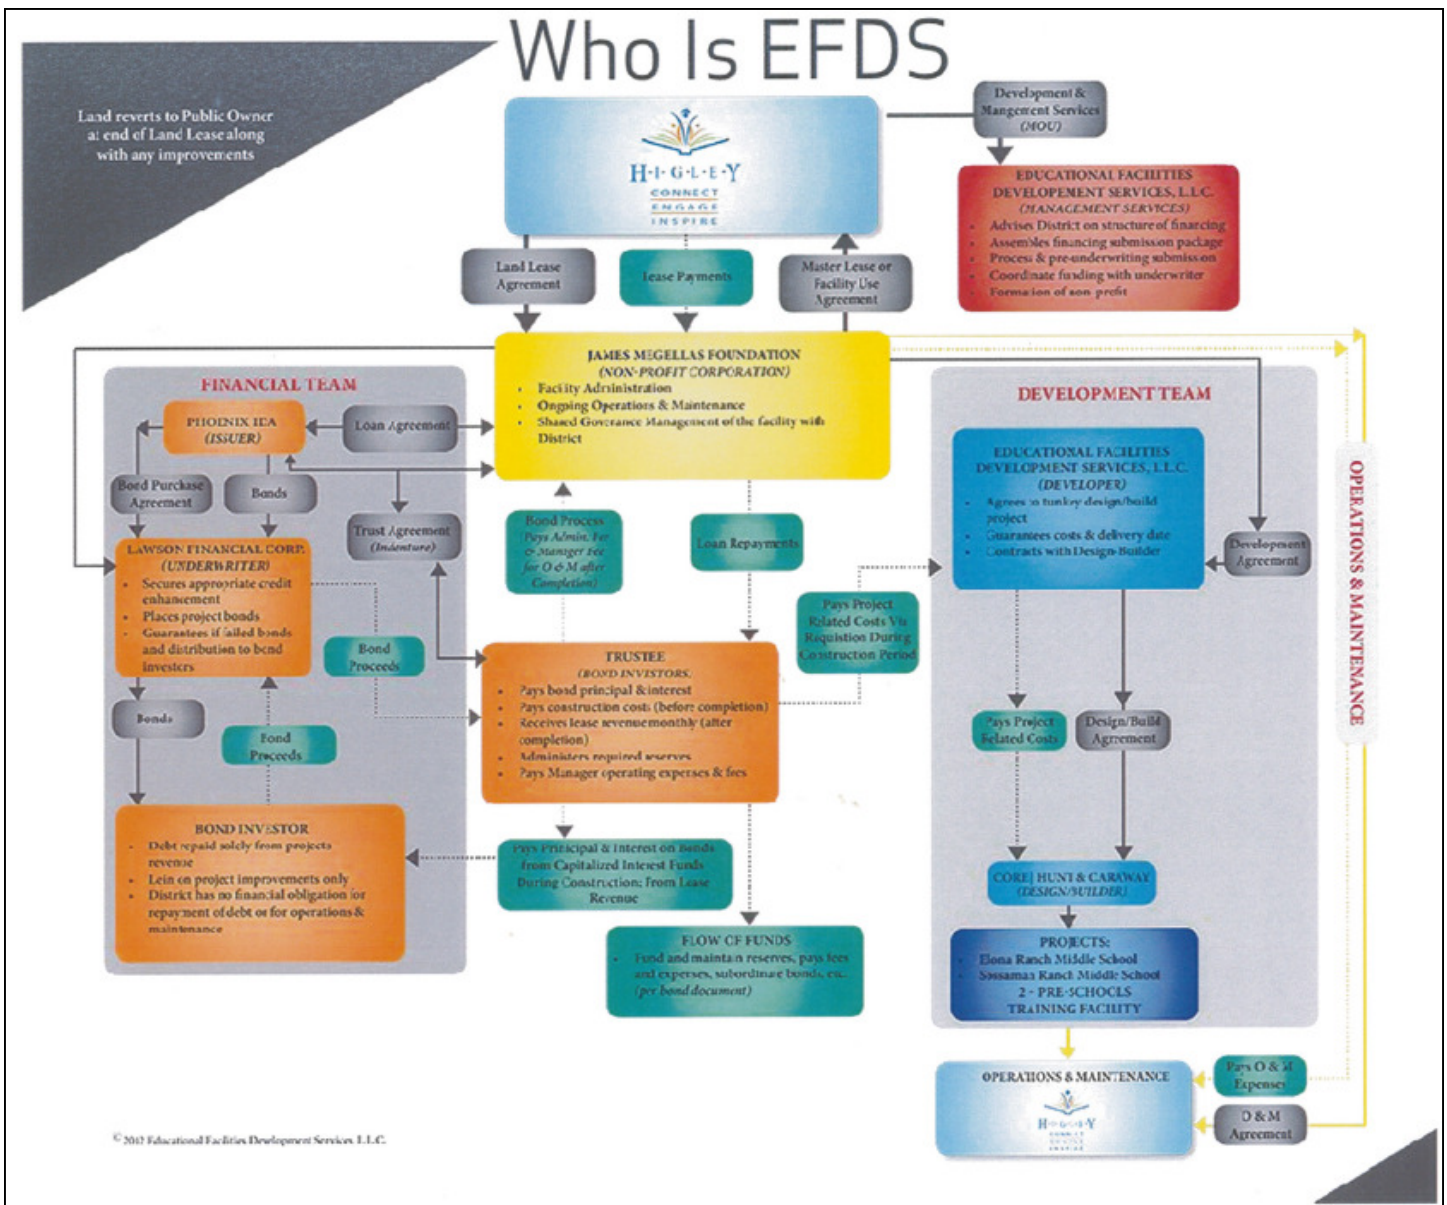 Who Is EFDS
Land reverts to Public Owner
at end of Land Lease along
with any improvements
H·I·G·L·E·Y
CONNECT
ENGAGE
INSPIRE
Development &
Mangement Services
(MOU)
EDUCATIONAL FACILITIES
DEVELOPEMENT SERVICES, L.L.C.
(MANAGEMENT SERVICES)
• Advises District on structure of financing
• Assembles financing submission package
• Process & pre-underwriting submission
• Coordinate funding with underwriter
• Formation of non-profit
Land Lease
Agreement
Lease Payments
Master Lease or
Facility Use
Agreement
JAMES MEGELLAS FOUNDATION
(NON-PROFIT CORPORATION)
• Facility Administration
• Ongoing Operations & Maintenance
• Shared Goverance Management of the facility with
District
FINANCIAL TEAM
PHOENIX IDA
(ISSUER)
Loan Agreement
Bond Purchase
Agreement
Bonds
Trust Agreement
(Indenture)
LAWSON FINANCIAL CORP.
(UNDERWRITER)
• Secures appropriate credit
enhancement
• Places project bonds
• Guarantees if failed bonds
and distribution to bond
investors
Bond
Proceeds
Bonds
Bond
Proceeds
BOND INVESTOR
• Debt repaid solely from projects
revenue
• Lein on project improvements only
• District has no financial obligation for
repayment of debt or for operations &
maintenance
Bond Process
(Pays Admin. Fee
& Manager Fee
for O & M after
Completion)
Loan Repayments
TRUSTEE
(BOND INVESTORS)
• Pays bond principal & interest
• Pays construction costs (before completion)
• Receives lease revenue monthly (after
completion)
• Administers required reserves
• Pays Manager operating expenses & fees
Pays Principal & Interest on Bonds
from Capitalized Interest Funds
During Construction; From Lease
Revenue
FLOW OF FUNDS
• Fund and maintain reserves, pay fees
and expenses, subordinate bonds, etc.
(per bond document)
Pays Project
Related Costs Via
Requistion During
Construction Period
DEVELOPMENT TEAM
EDUCATIONAL FACILITIES
DEVELOPMENT SERVICES, L.L.C.
(DEVELOPER)
• Agrees to turnkey design/build
project
• Guarantees costs & delivery date
• Contracts with Design-Builder
Development
Agreement
Pays Project
Related Costs
Design/Build
Agreement
CORE| HUNT & CARAWAY
(DESIGN/BUILDER)
PROJECTS:
• Elona Ranch Middle School
• Sossaman Ranch Middle School
2 - PRE-SCHOOLS
TRAINING FACILITY
OPERATIONS & MAINTENANCE
OPERATIONS & MAINTENANCE
H·I·G·L·E·Y
CONNECT
INSPIRE
Pays O & M
Expenses
O & M
Agreement
© 2012 Educational Facilities Development Services, L.L.C.